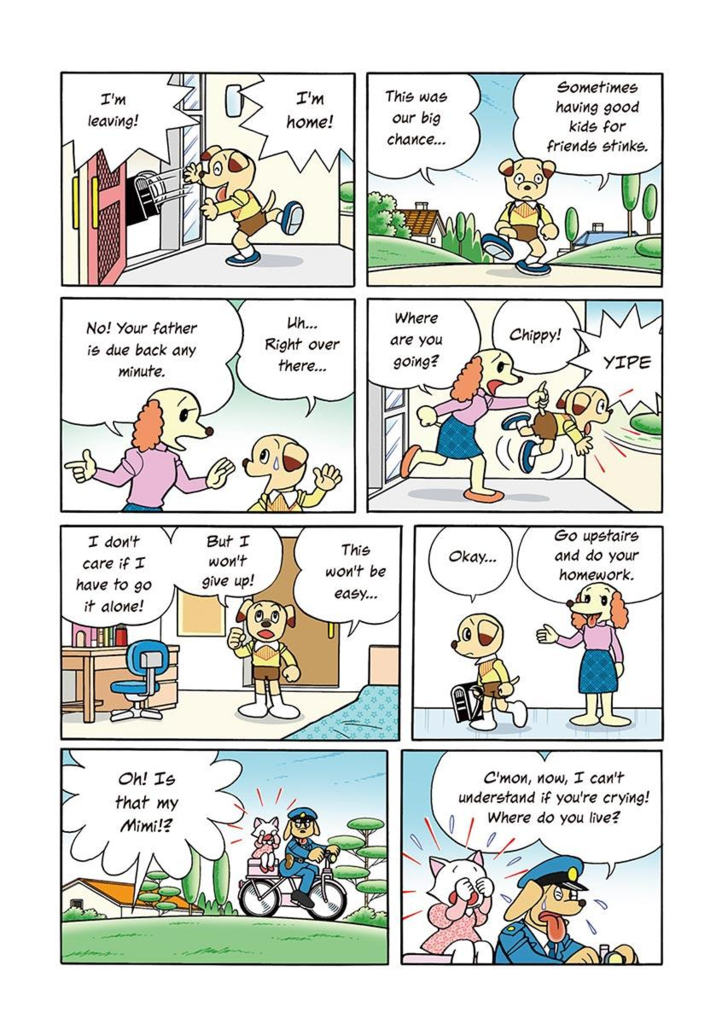 Sometimes
having good
kids for
friends stinks.
This was
our big
chance...
I'm
home!
I'm
leaving!
YIPE
Chippy!
Where
are you
going?
Uh...
Right over
there...
No! Your father
is due back any
minute.
Go upstairs
and do your
homework.
Okay...
This
won't be
easy...
But I
won't
give up!
I don't
care if I
have to go
it alone!
C'mon, now, I can't
understand if you're crying!
Where do you live?
Oh! Is
that my
Mimi!?